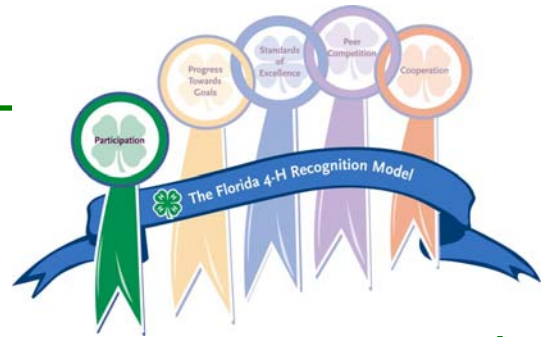 Participation
Progress
Towards
Goals
Standards
of
Excellence
Peer
Competition
Cooperation
The Florida 4-H Recognition Model